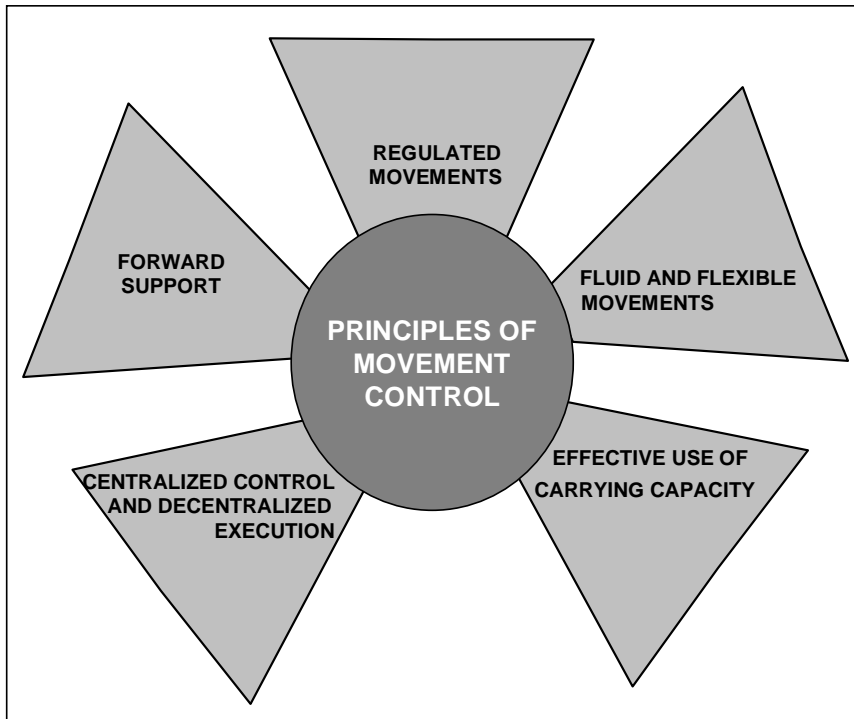 REGULATED
MOVEMENTS
FORWARD
SUPPORT
FLUID AND FLEXIBLE
MOVEMENTS
PRINCIPLES OF
MOVEMENT
CONTROL
CENTRALIZED CONTROL
AND DECENTRALIZED
EXECUTION
EFFECTIVE USE OF
CARRYING CAPACITY